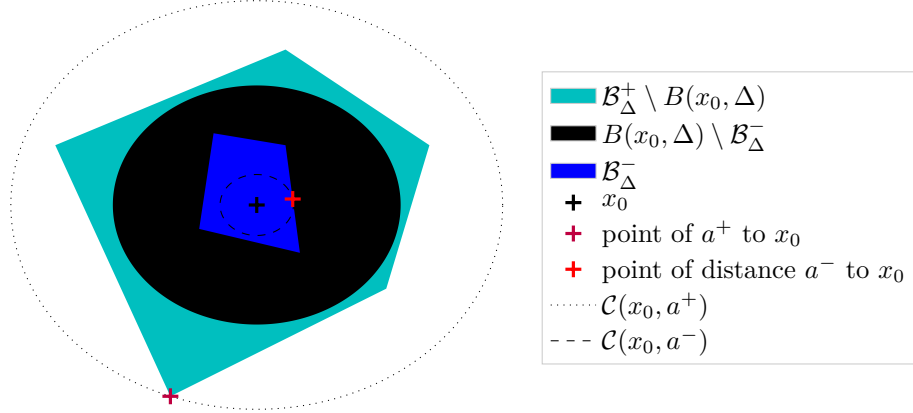 $\mathcal{B}_{\Delta}^{+} \setminus B(x_0, \Delta)$
$B(x_0, \Delta) \setminus \mathcal{B}_{\Delta}^{-}$
$\mathcal{B}_{\Delta}^{-}$
$x_0$
point of $a^{+}$ to $x_0$
point of distance $a^{-}$ to $x_0$
$\mathcal{C}(x_0, a^{+})$
$\mathcal{C}(x_0, a^{-})$